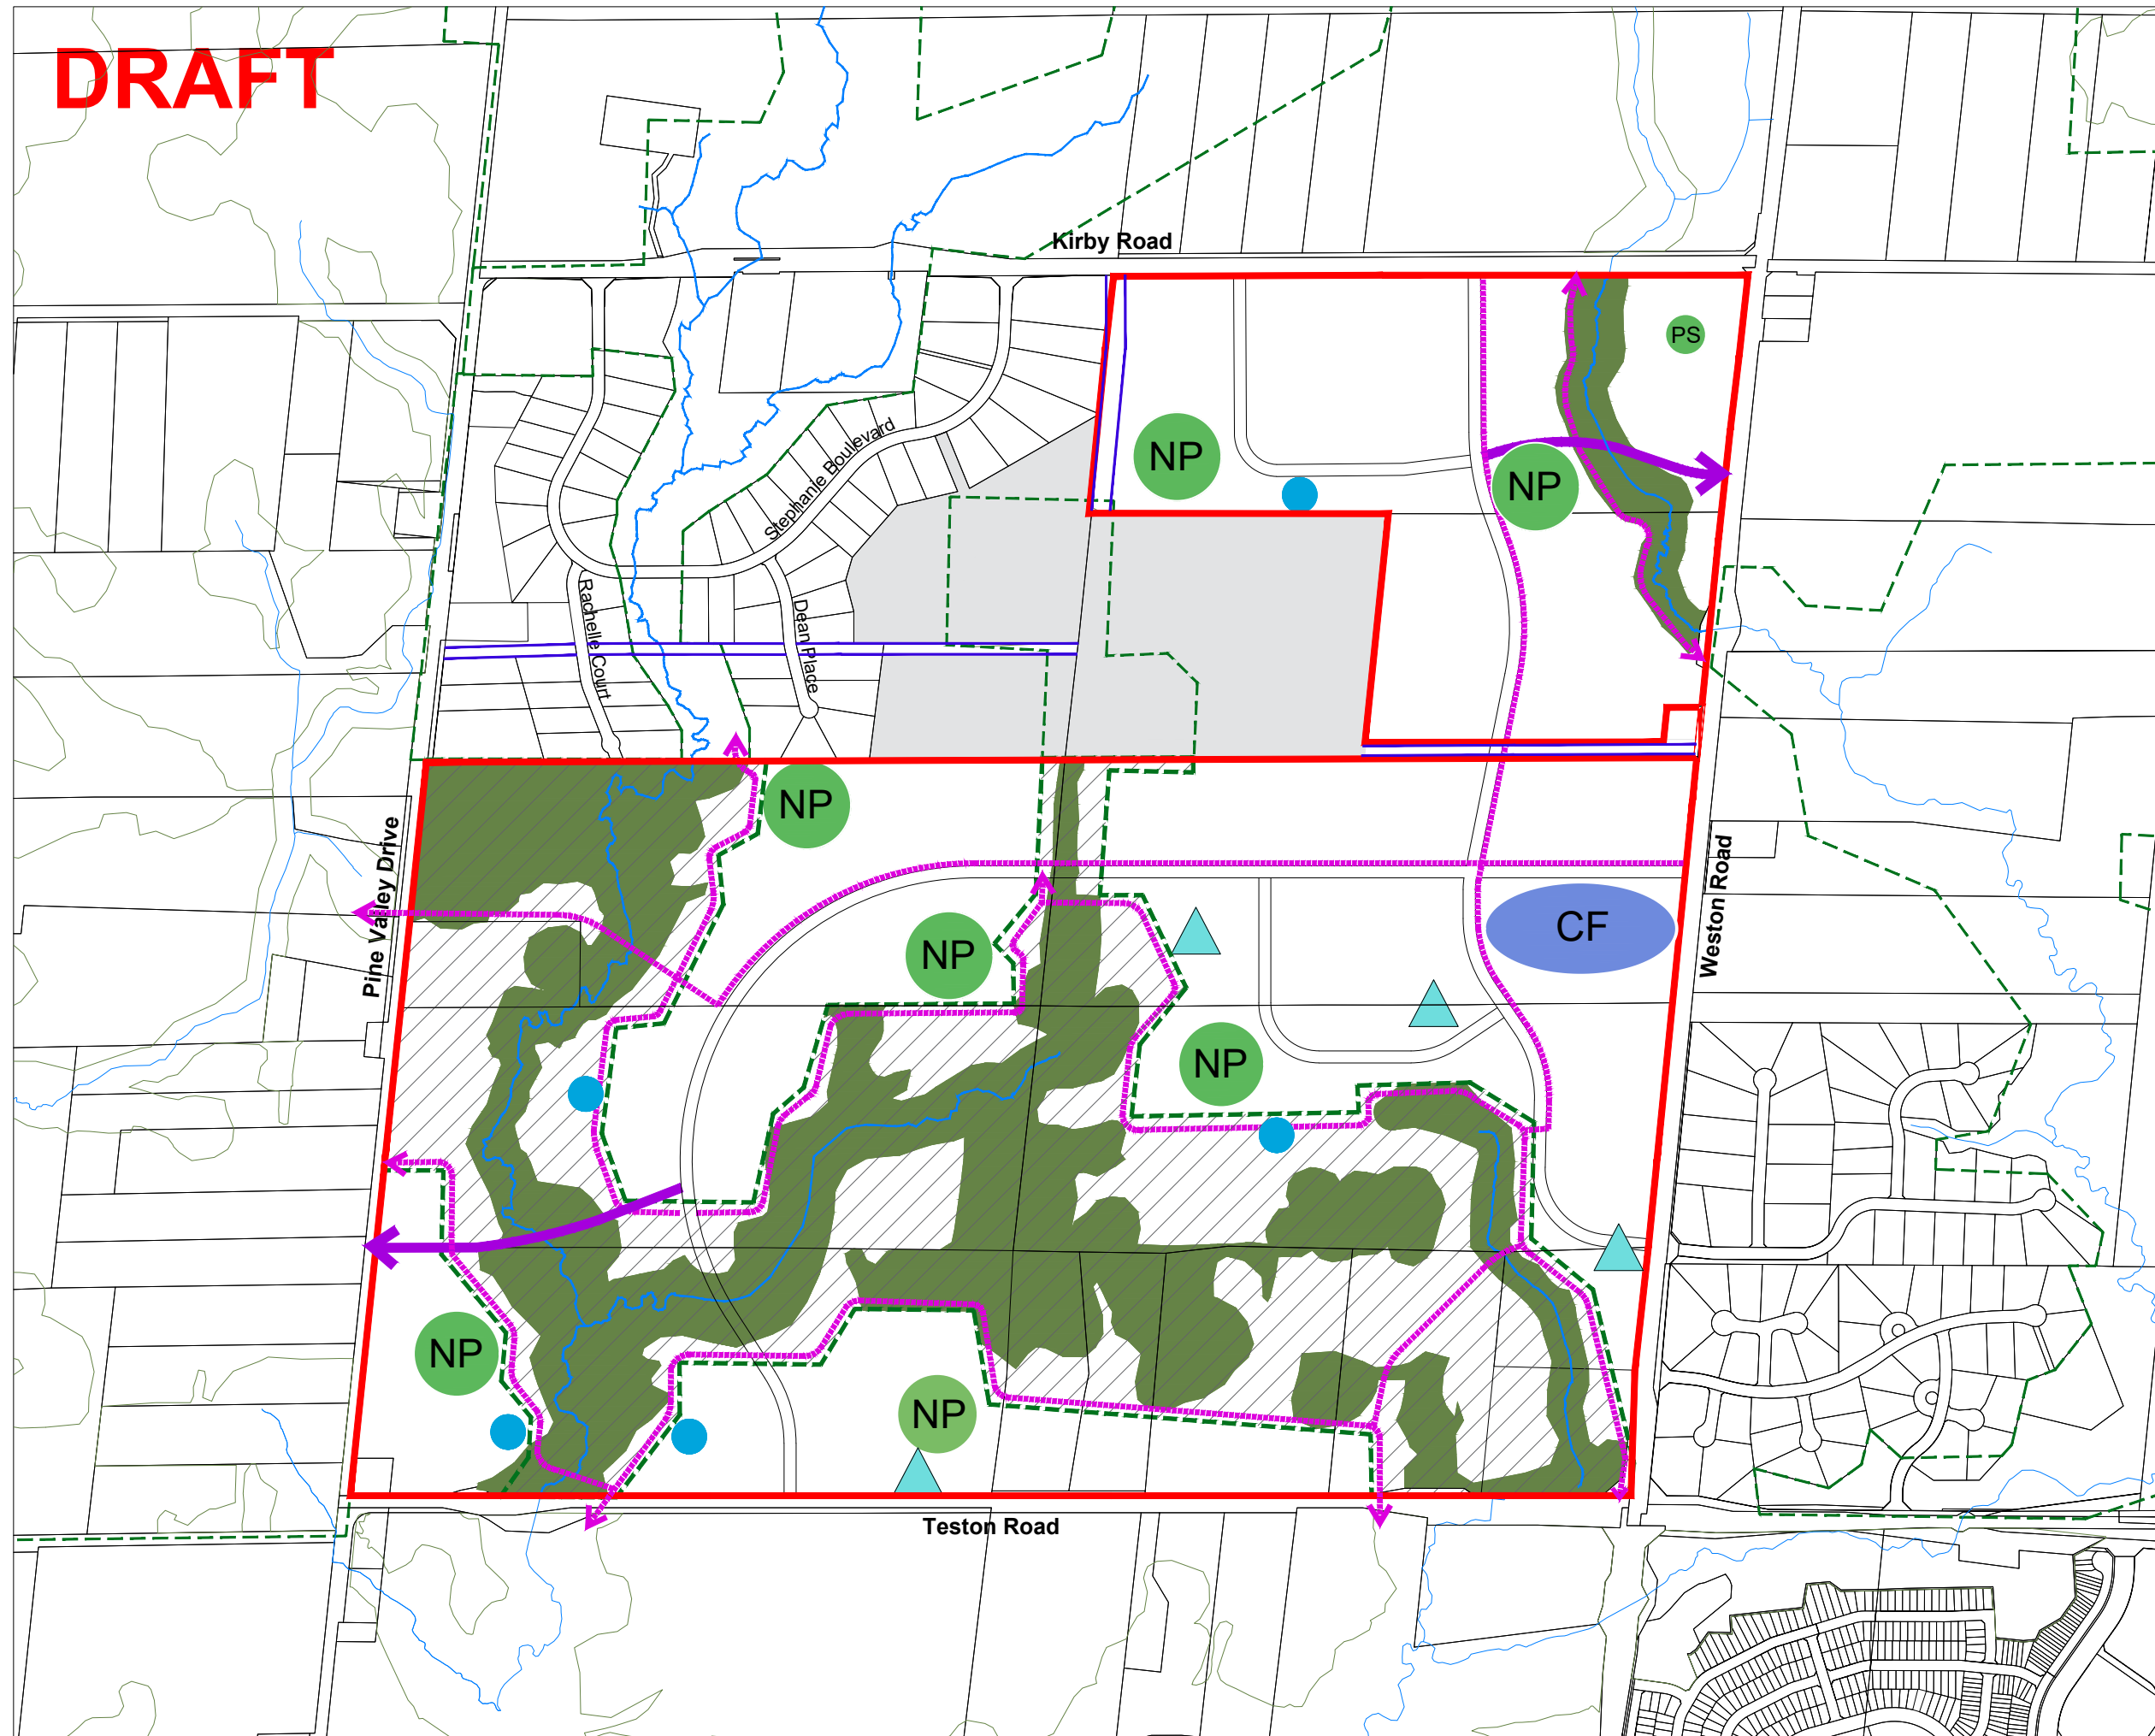 DRAFT
Kirby Road
PS
Stephanie Boulevard
NP
NP
Rachelle Court
Dean Place
NP
Pine Valley Drive
Weston Road
CF
NP
NP
NP
NP
Teston Road